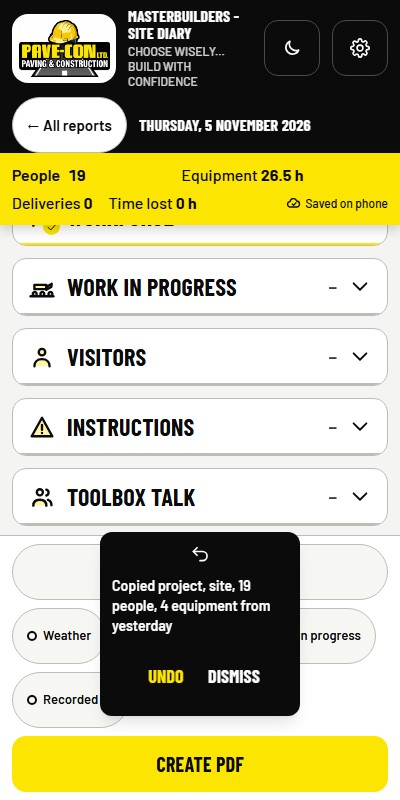 PAVE-CON LTD.
PAVING & CONSTRUCTION
MASTERBUILDERS -
SITE DIARY
CHOOSE WISELY...
BUILD WITH
CONFIDENCE
← All reports
THURSDAY, 5 NOVEMBER 2026
People 19
Equipment 26.5 h
Deliveries 0
Time lost 0 h
Saved on phone
WORK IN PROGRESS –
VISITORS –
INSTRUCTIONS –
TOOLBOX TALK –
Copied project, site, 19
people, 4 equipment from
yesterday
UNDO DISMISS
Weather
n progress
Recorded
CREATE PDF